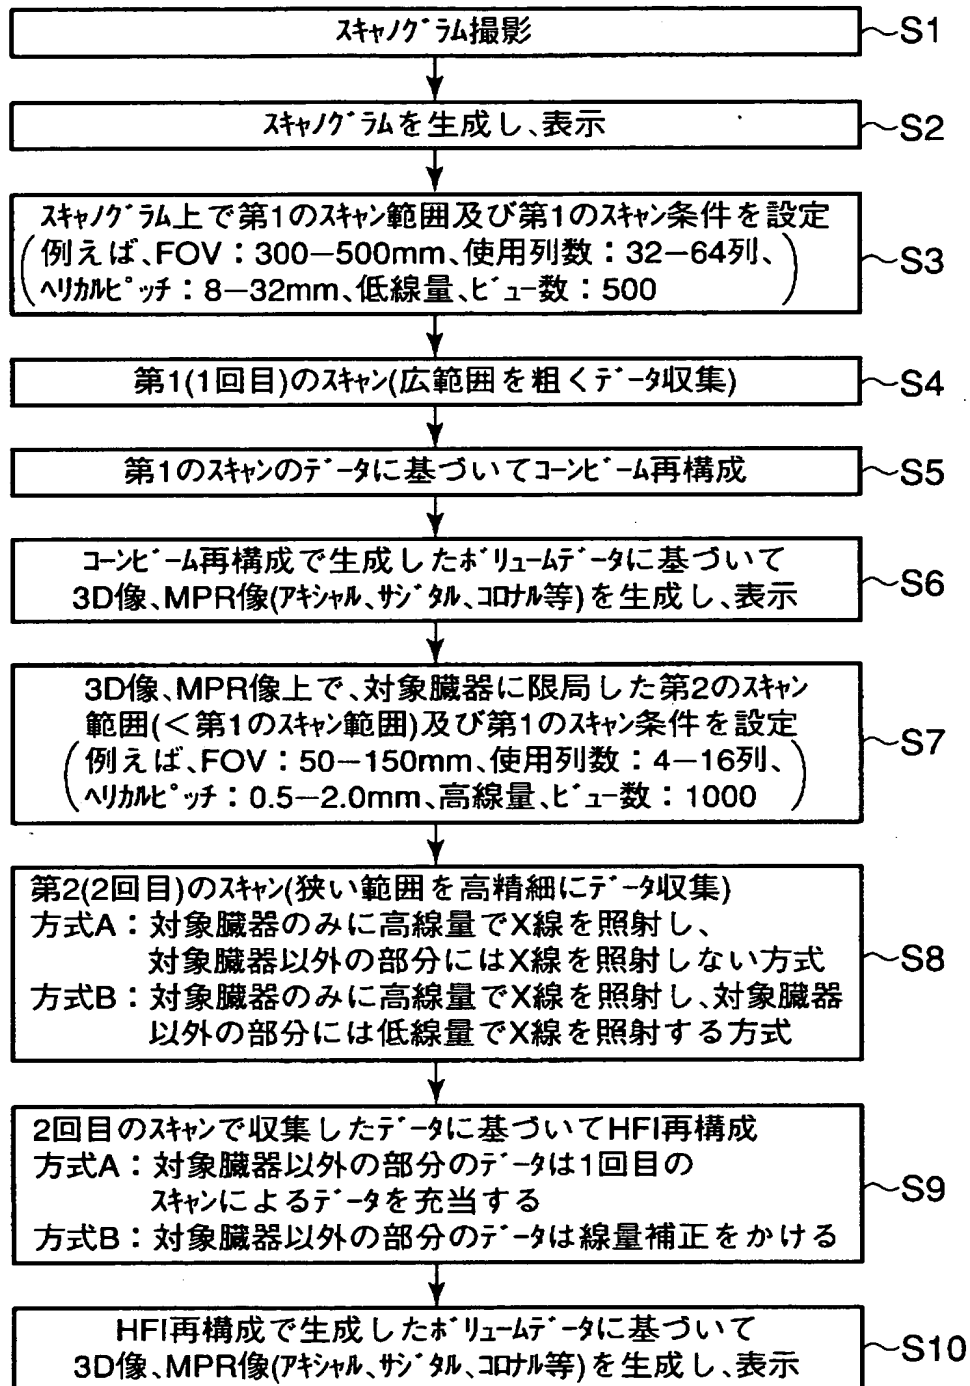 スキャノグラム撮影
S1
スキャノグラムを生成し、表示
S2
スキャノグラム上で第1のスキャン範囲及び第1のスキャン条件を設定
(例えば、FOV：300−500mm、使用列数：32−64列、
ヘリカルピッチ：8−32mm、低線量、ビュー数：500)
S3
第1(1回目)のスキャン(広範囲を粗くデータ収集)
S4
第1のスキャンのデータに基づいてコーンビーム再構成
S5
コーンビーム再構成で生成したボリュームデータに基づいて
3D像、MPR像(アキシャル、サジタル、コロナル等)を生成し、表示
S6
3D像、MPR像上で、対象臓器に限局した第2のスキャン
範囲(<第1のスキャン範囲)及び第1のスキャン条件を設定
(例えば、FOV：50−150mm、使用列数：4−16列、
ヘリカルピッチ：0.5−2.0mm、高線量、ビュー数：1000)
S7
第2(2回目)のスキャン(狭い範囲を高精細にデータ収集)
方式A：対象臓器のみに高線量でX線を照射し、
対象臓器以外の部分にはX線を照射しない方式
方式B：対象臓器のみに高線量でX線を照射し、対象臓器
以外の部分には低線量でX線を照射する方式
S8
2回目のスキャンで収集したデータに基づいてHFI再構成
方式A：対象臓器以外の部分のデータは1回目の
スキャンによるデータを充当する
方式B：対象臓器以外の部分のデータは線量補正をかける
S9
HFI再構成で生成したボリュームデータに基づいて
3D像、MPR像(アキシャル、サジタル、コロナル等)を生成し、表示
S10